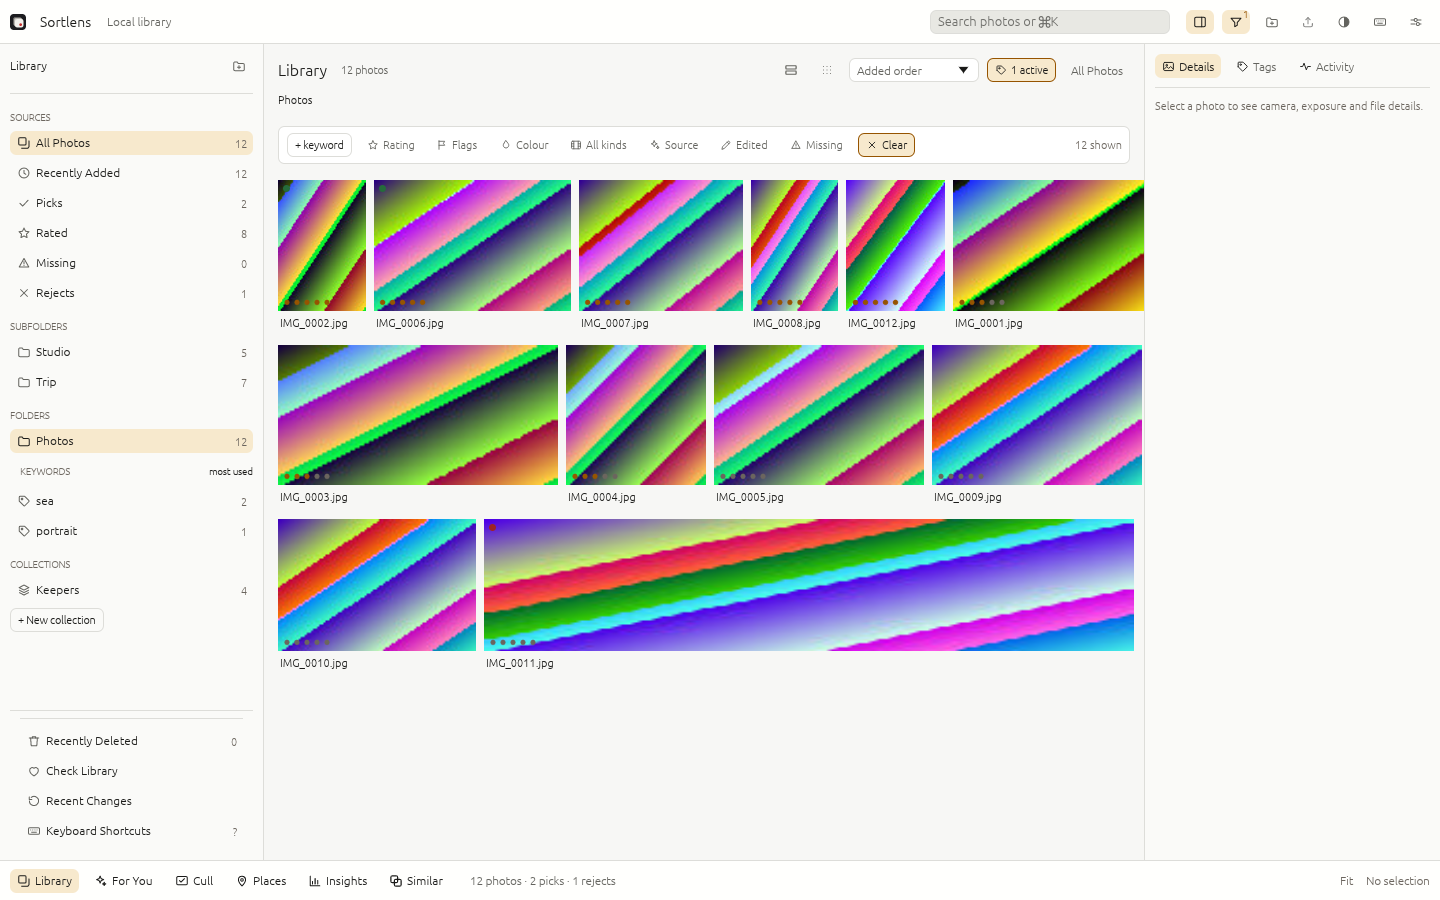 Sortlens Local library Search photos or ⌘K 1
Library
SOURCES
All Photos 12
Recently Added 12
Picks 2
Rated 8
Missing 0
Rejects 1
SUBFOLDERS
Studio 5
Trip 7
FOLDERS
Photos 12
KEYWORDS most used
sea 2
portrait 1
COLLECTIONS
Keepers 4
+ New collection
Recently Deleted 0
Check Library
Recent Changes
Keyboard Shortcuts ?
Library 12 photos Added order 1 active All Photos
Photos
+ keyword Rating Flags Colour All kinds Source Edited Missing Clear 12 shown
IMG_0002.jpg IMG_0006.jpg IMG_0007.jpg IMG_0008.jpg IMG_0012.jpg IMG_0001.jpg
IMG_0003.jpg IMG_0004.jpg IMG_0005.jpg IMG_0009.jpg
IMG_0010.jpg IMG_0011.jpg
Details Tags Activity
Select a photo to see camera, exposure and file details.
Library For You Cull Places Insights Similar 12 photos · 2 picks · 1 rejects Fit No selection